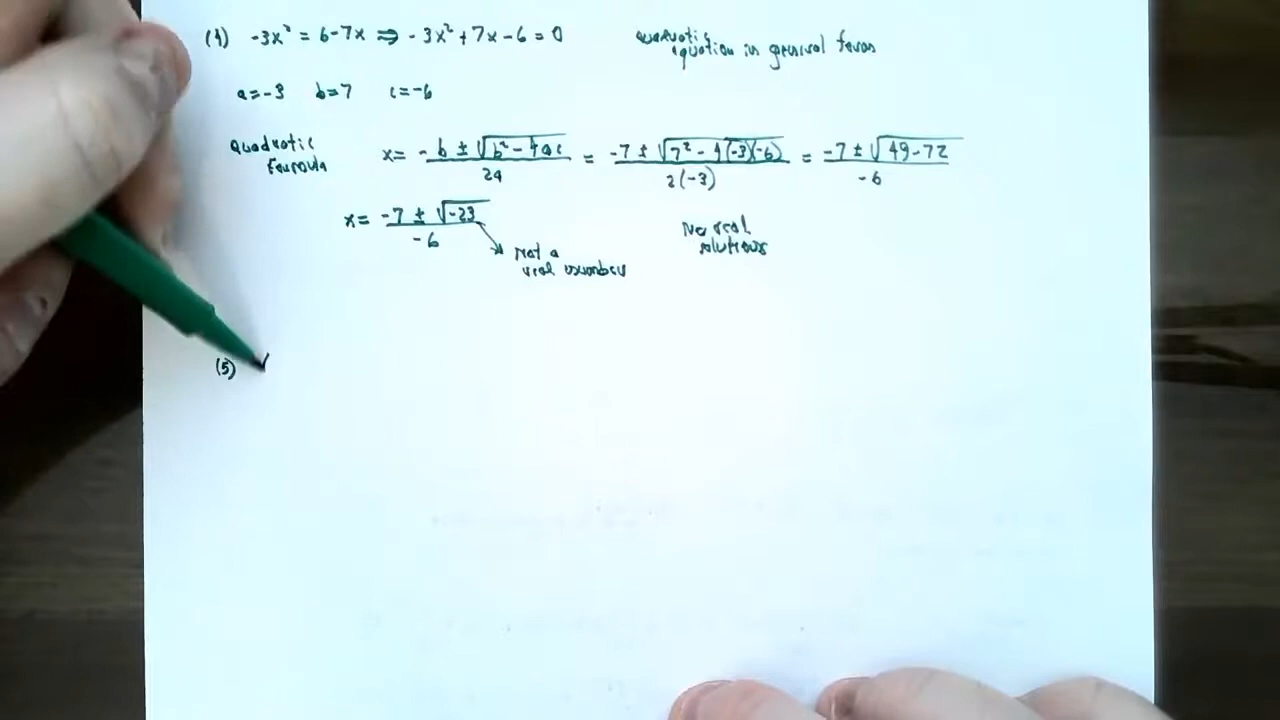 (4) -3x² = 6-7x ⇒ -3x²+7x-6=0
quadratic
equation in general form
a=-3 b=7 c=-6
Quadratic
formula
x= -b ± √(b²-4ac) / 2a = -7 ± √(7²-4(-3)(-6)) / 2(-3) = -7 ± √(49-72) / -6
x= -7 ± √(-23) / -6
Not a
real number
No real
solutions
(5)